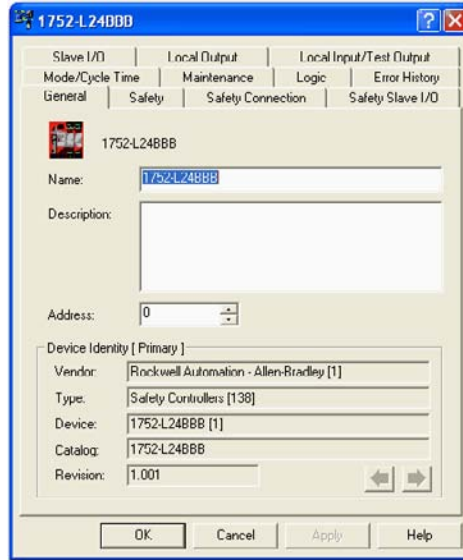 1752-L24BBB
Slave I/O Local Output Local Input/Test Output
Mode/Cycle Time Maintenance Logic Error History
General Safety Safety Connection Safety Slave I/O
1752-L24BBB
Name: 1752-L24BBB
Description:
Address: 0
Device Identity [ Primary ]
Vendor: Rockwell Automation - Allen-Bradley [1]
Type: Safety Controllers [138]
Device: 1752-L24BBB [1]
Catalog: 1752-L24BBB
Revision: 1.001
OK Cancel Apply Help